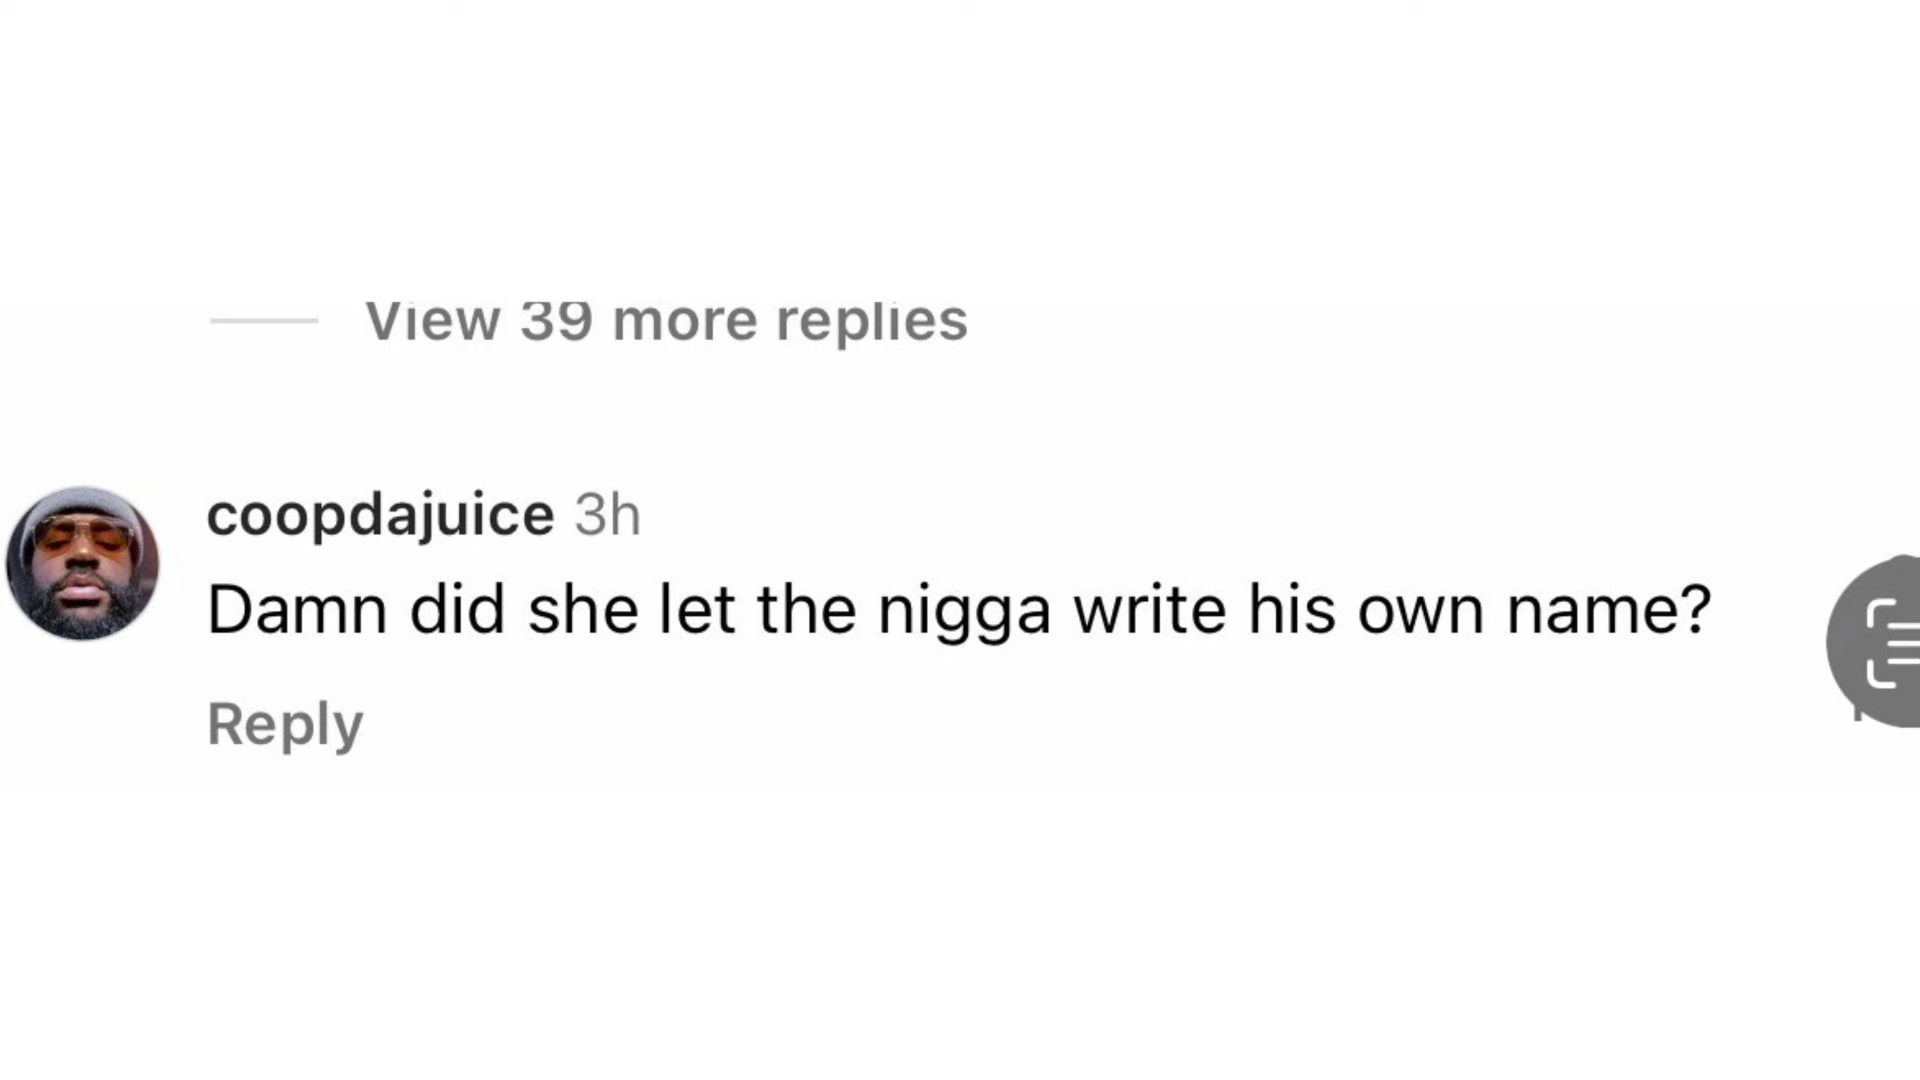 View 39 more replies
coopdajuice 3h
Damn did she let the nigga write his own name?
Reply